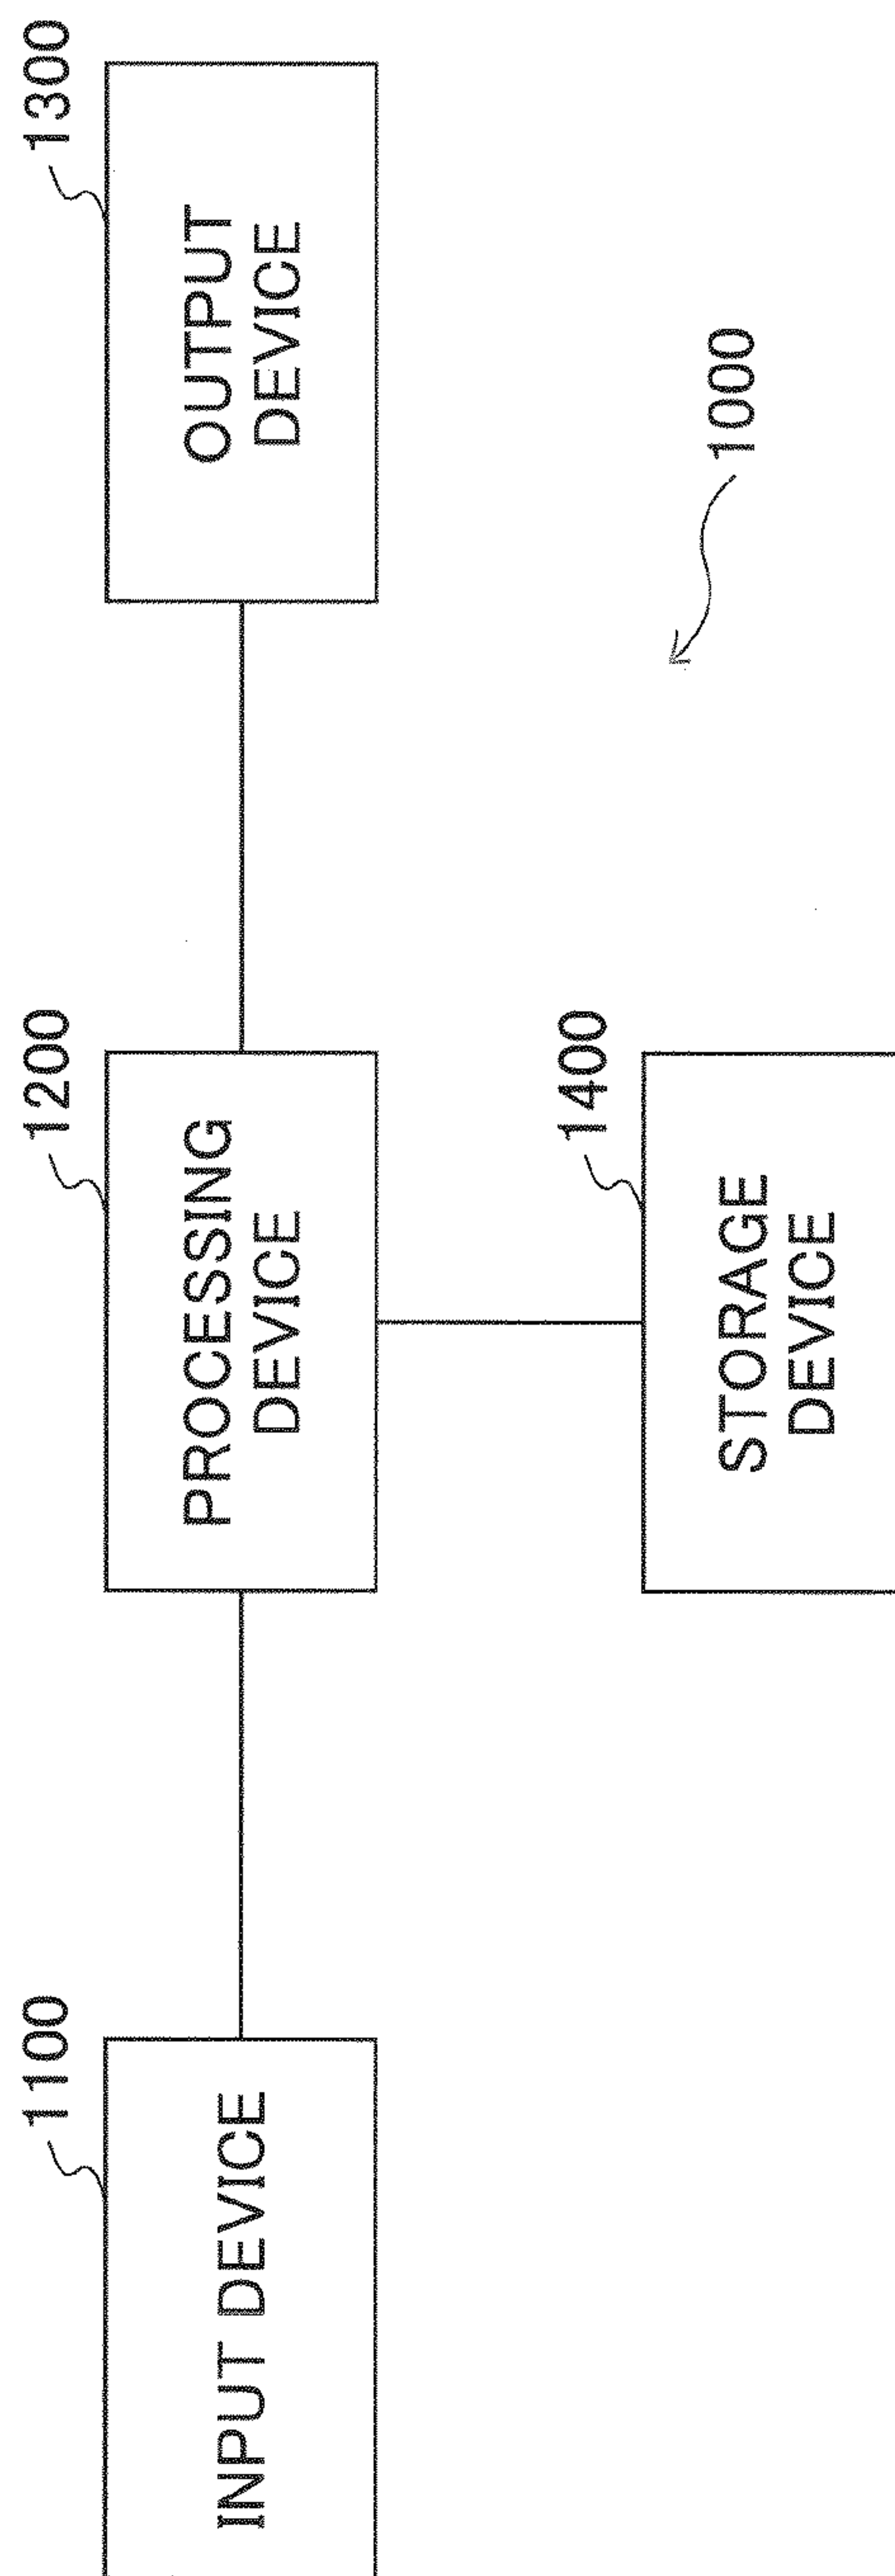 1100
INPUT DEVICE
1200
PROCESSING
DEVICE
1300
OUTPUT
DEVICE
1400
STORAGE
DEVICE
1000